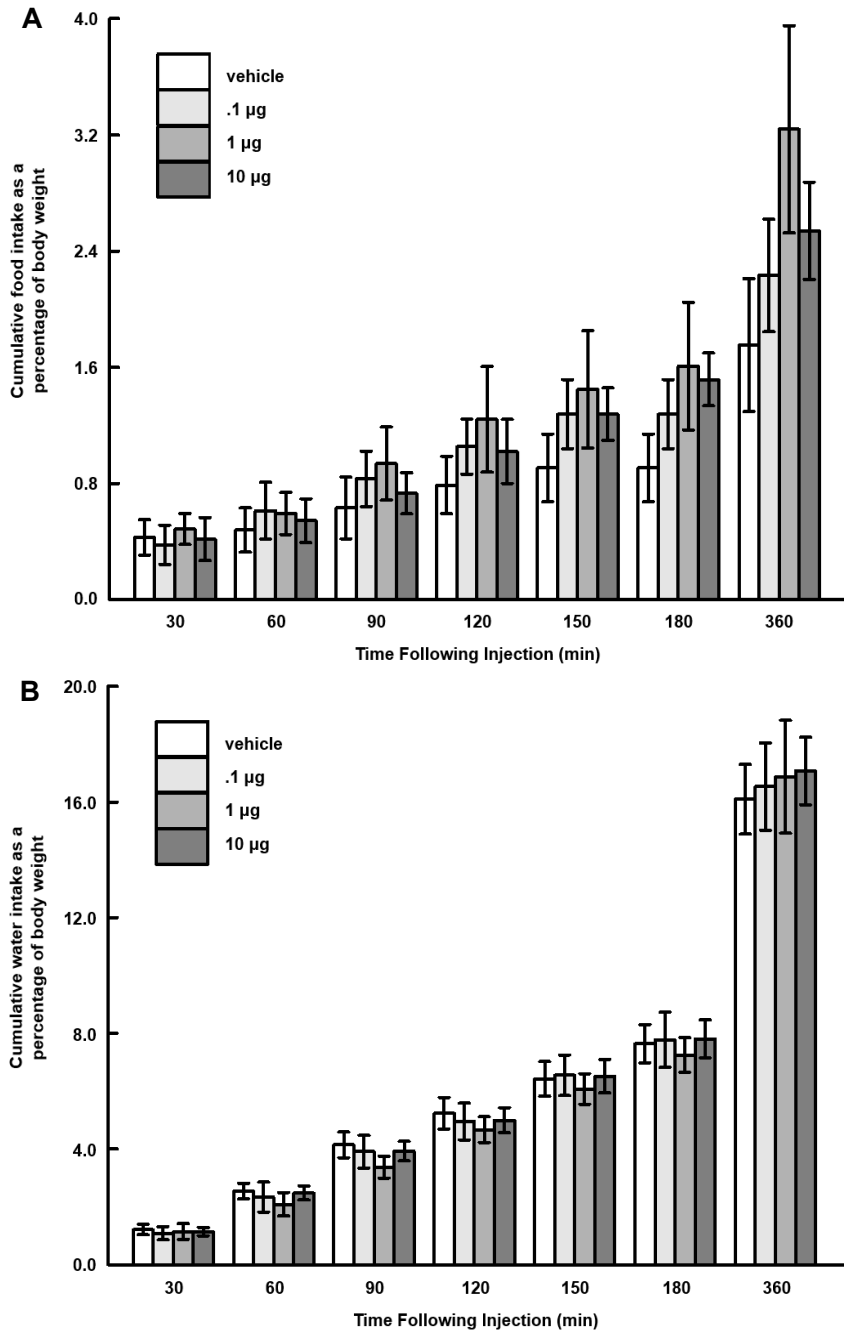 A
4.0
3.2
2.4
1.6
0.8
0.0
Cumulative food intake as a
percentage of body weight
vehicle
.1 µg
1 µg
10 µg
30 60 90 120 150 180 360
Time Following Injection (min)
B
20.0
16.0
12.0
8.0
4.0
0.0
Cumulative water intake as a
percentage of body weight
vehicle
.1 µg
1 µg
10 µg
30 60 90 120 150 180 360
Time Following Injection (min)